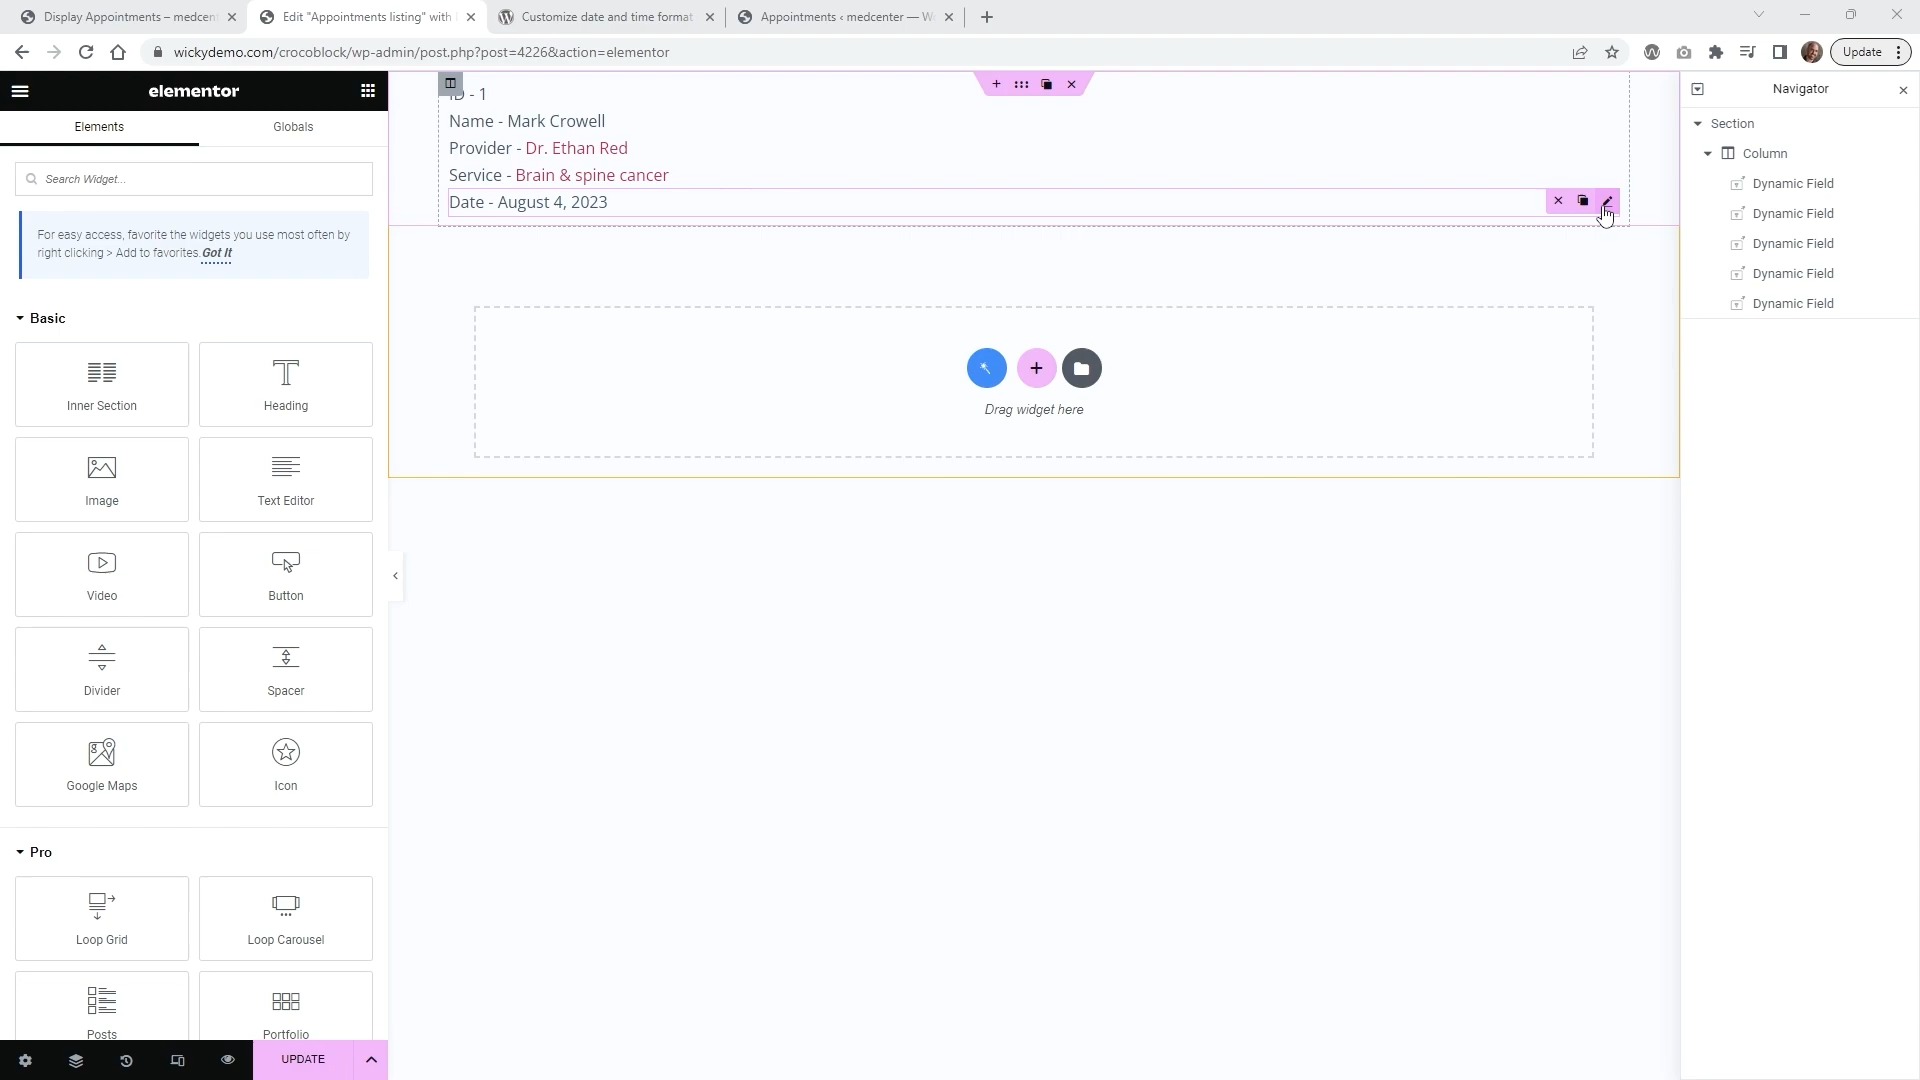 Display Appointments – medcent
Edit "Appointments listing" with
Customize date and time format
Appointments ‹ medcenter — W
wickydemo.com/crocoblock/wp-admin/post.php?post=4226&action=elementor
Update
elementor
Elements
Globals
Search Widget...
For easy access, favorite the widgets you use most often by
right clicking > Add to favorites. Got It
Basic
Inner Section
Heading
Image
Text Editor
Video
Button
Divider
Spacer
Google Maps
Icon
Pro
Loop Grid
Loop Carousel
Posts
Portfolio
UPDATE
ID - 1
Name - Mark Crowell
Provider - Dr. Ethan Red
Service - Brain & spine cancer
Date - August 4, 2023
Drag widget here
Navigator
Section
Column
Dynamic Field
Dynamic Field
Dynamic Field
Dynamic Field
Dynamic Field